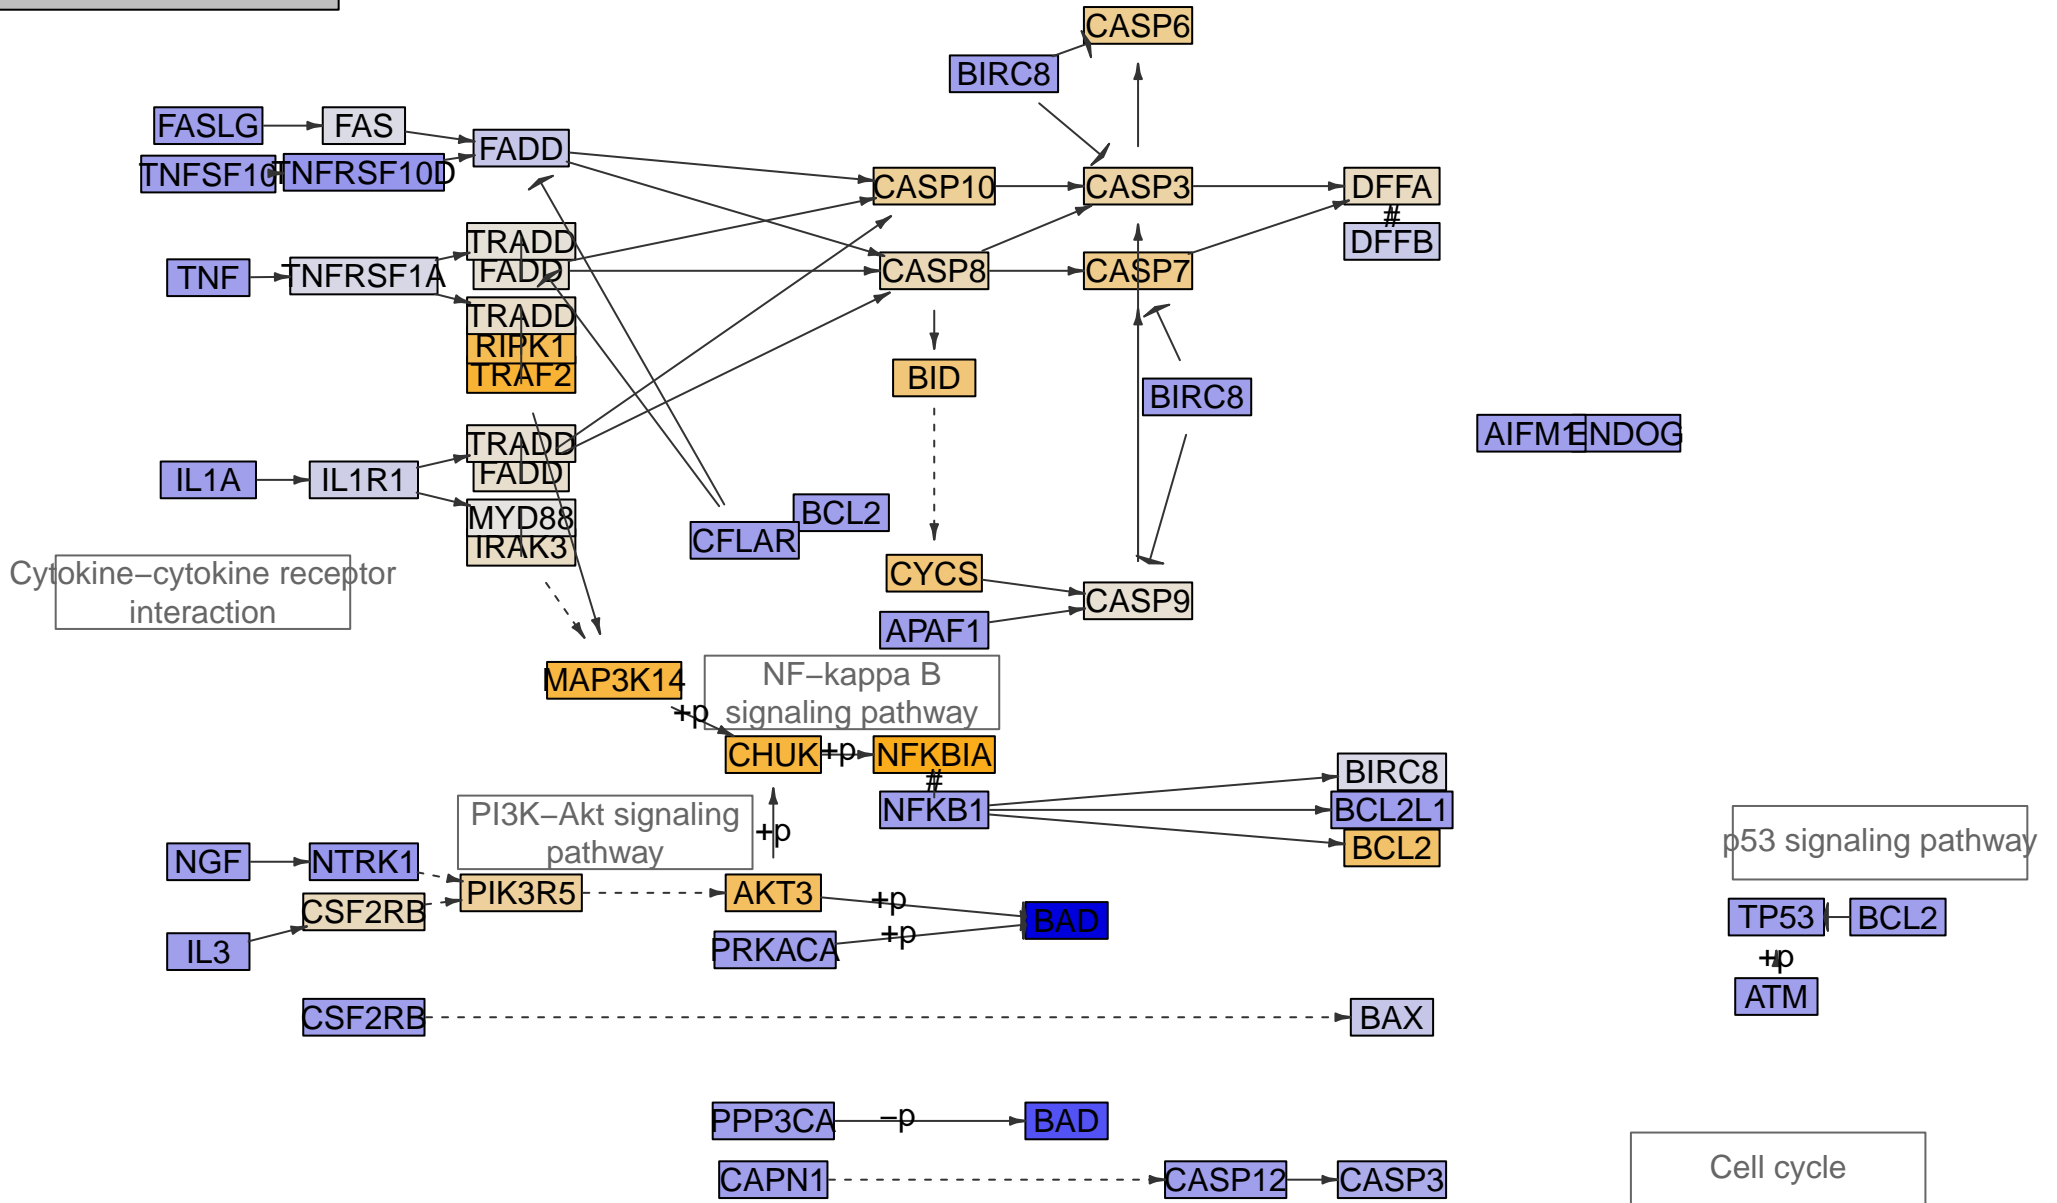 CASP6
BIRC8
FASLG
FAS
FADD
TNFSF10
TNFRSF10D
CASP10
CASP3
DFFA
#
DFFB
TRADD
FADD
TNF
TNFRSF1A
CASP8
CASP7
TRADD
RIPK1
TRAF2
BID
BIRC8
AIFM1
ENDOG
TRADD
FADD
IL1A
IL1R1
MYD88
IRAK3
BCL2
CFLAR
CYCS
CASP9
APAF1
Cytokine–cytokine receptor
interaction
MAP3K14
NF–kappa B
signaling pathway
+p
CHUK
+p
NFKBIA
#
NFKB1
BIRC8
BCL2L1
BCL2
PI3K–Akt signaling
pathway
+p
p53 signaling pathway
NGF
NTRK1
CSF2RB
PIK3R5
AKT3
+p
BAD
IL3
PRKACA
+p
TP53
BCL2
+p
ATM
CSF2RB
BAX
PPP3CA
–p
BAD
Cell cycle
CAPN1
CASP12
CASP3